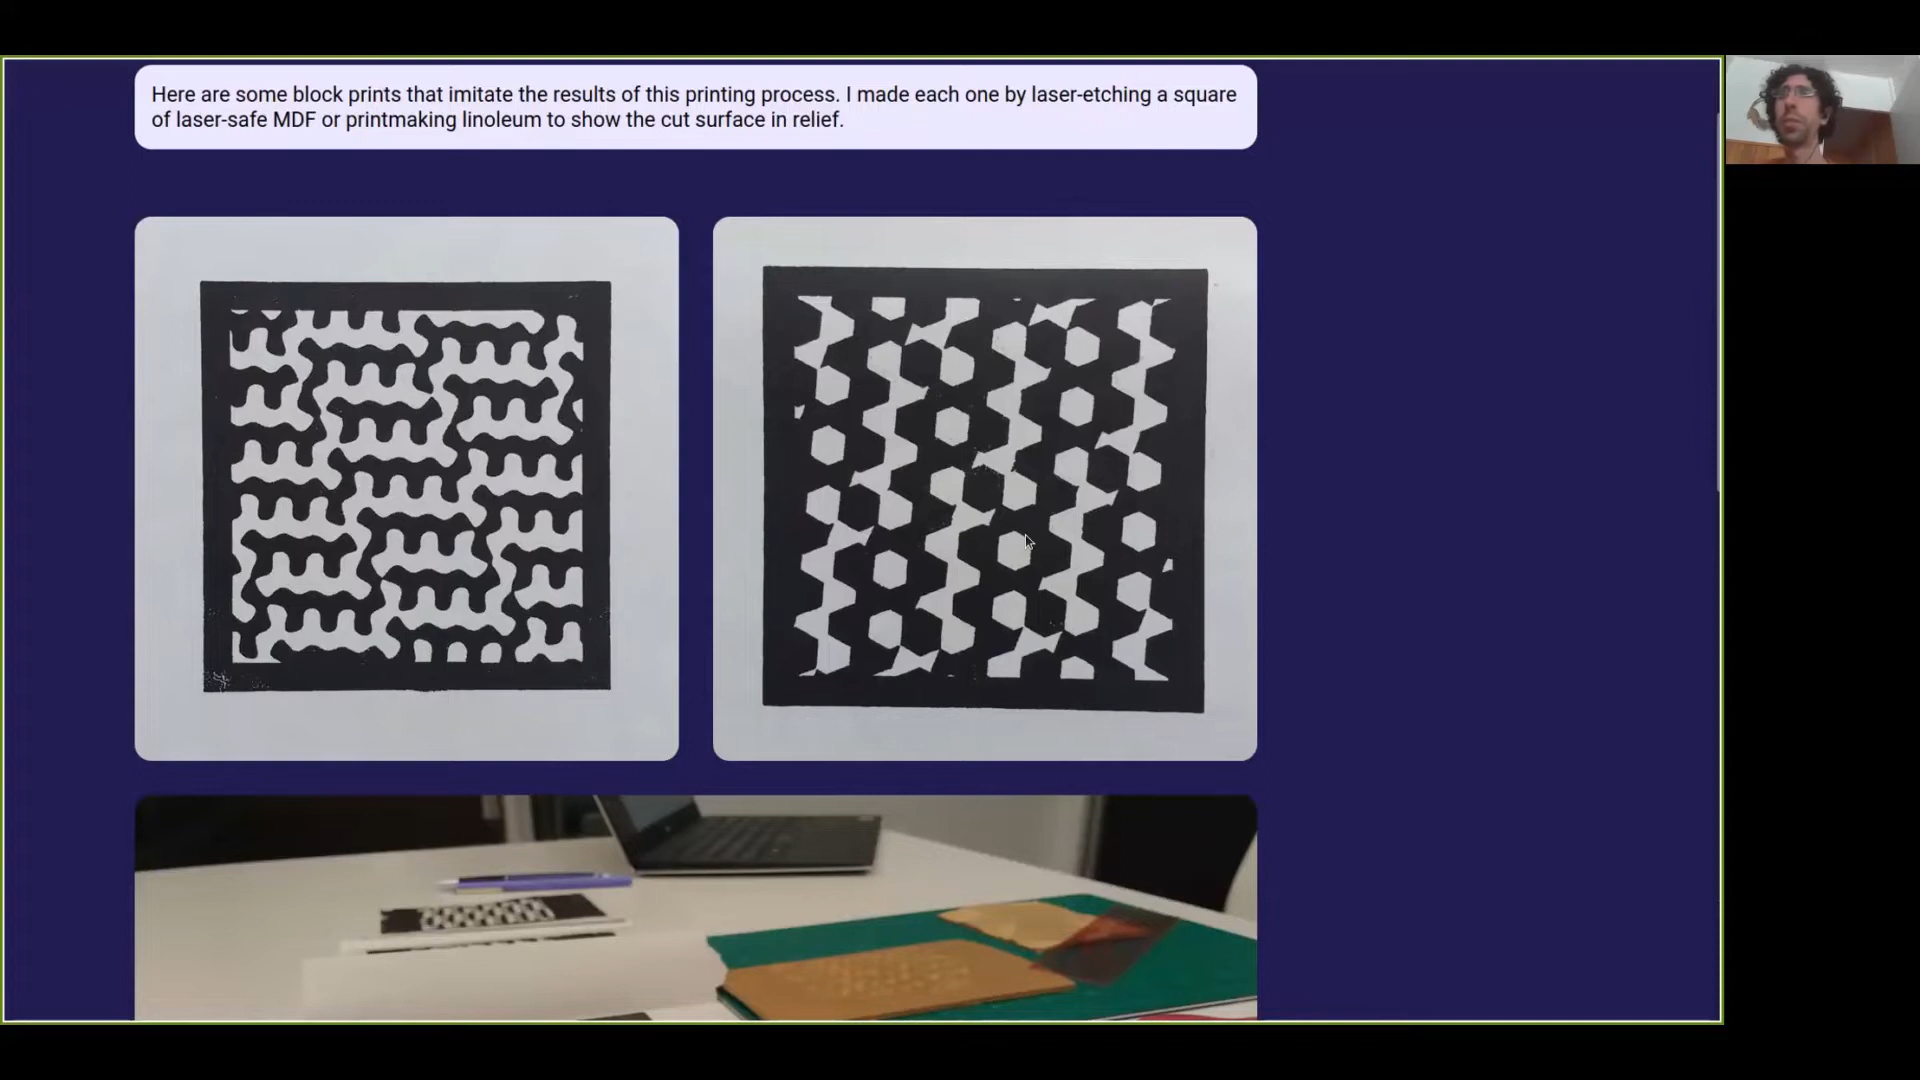 Here are some block prints that imitate the results of this printing process. I made each one by laser-etching a square
of laser-safe MDF or printmaking linoleum to show the cut surface in relief.